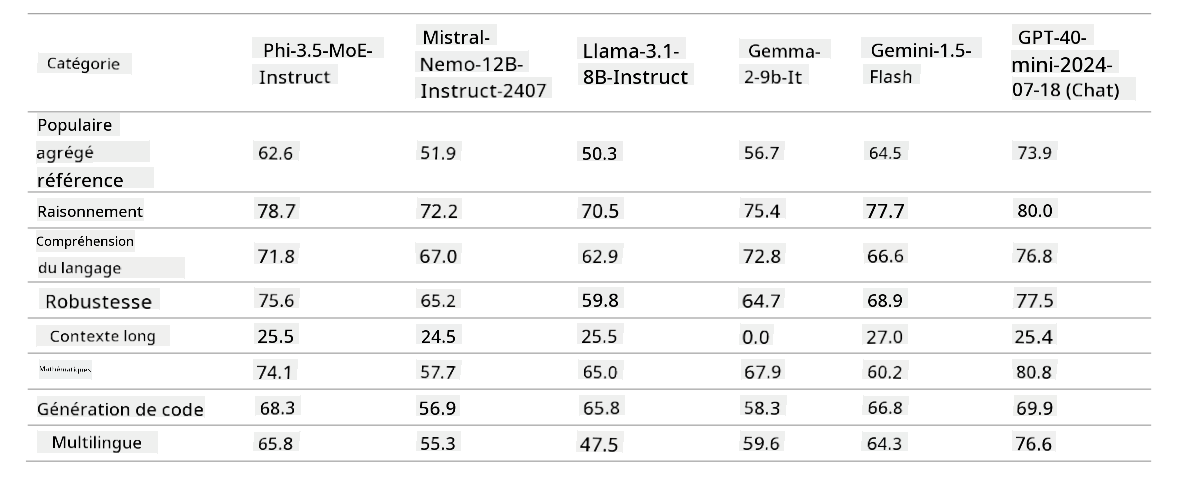 Catégorie Phi-3.5-MoE-Instruct Mistral-Nemo-12B-Instruct-2407 Llama-3.1-8B-Instruct Gemma-2-9b-It Gemini-1.5-Flash GPT-40-mini-2024-07-18 (Chat)
Populaire agrégé référence 62.6 51.9 50.3 56.7 64.5 73.9
Raisonnement 78.7 72.2 70.5 75.4 77.7 80.0
Compréhension du langage 71.8 67.0 62.9 72.8 66.6 76.8
Robustesse 75.6 65.2 59.8 64.7 68.9 77.5
Contexte long 25.5 24.5 25.5 0.0 27.0 25.4
Mathématiques 74.1 57.7 65.0 67.9 60.2 80.8
Génération de code 68.3 56.9 65.8 58.3 66.8 69.9
Multilingue 65.8 55.3 47.5 59.6 64.3 76.6